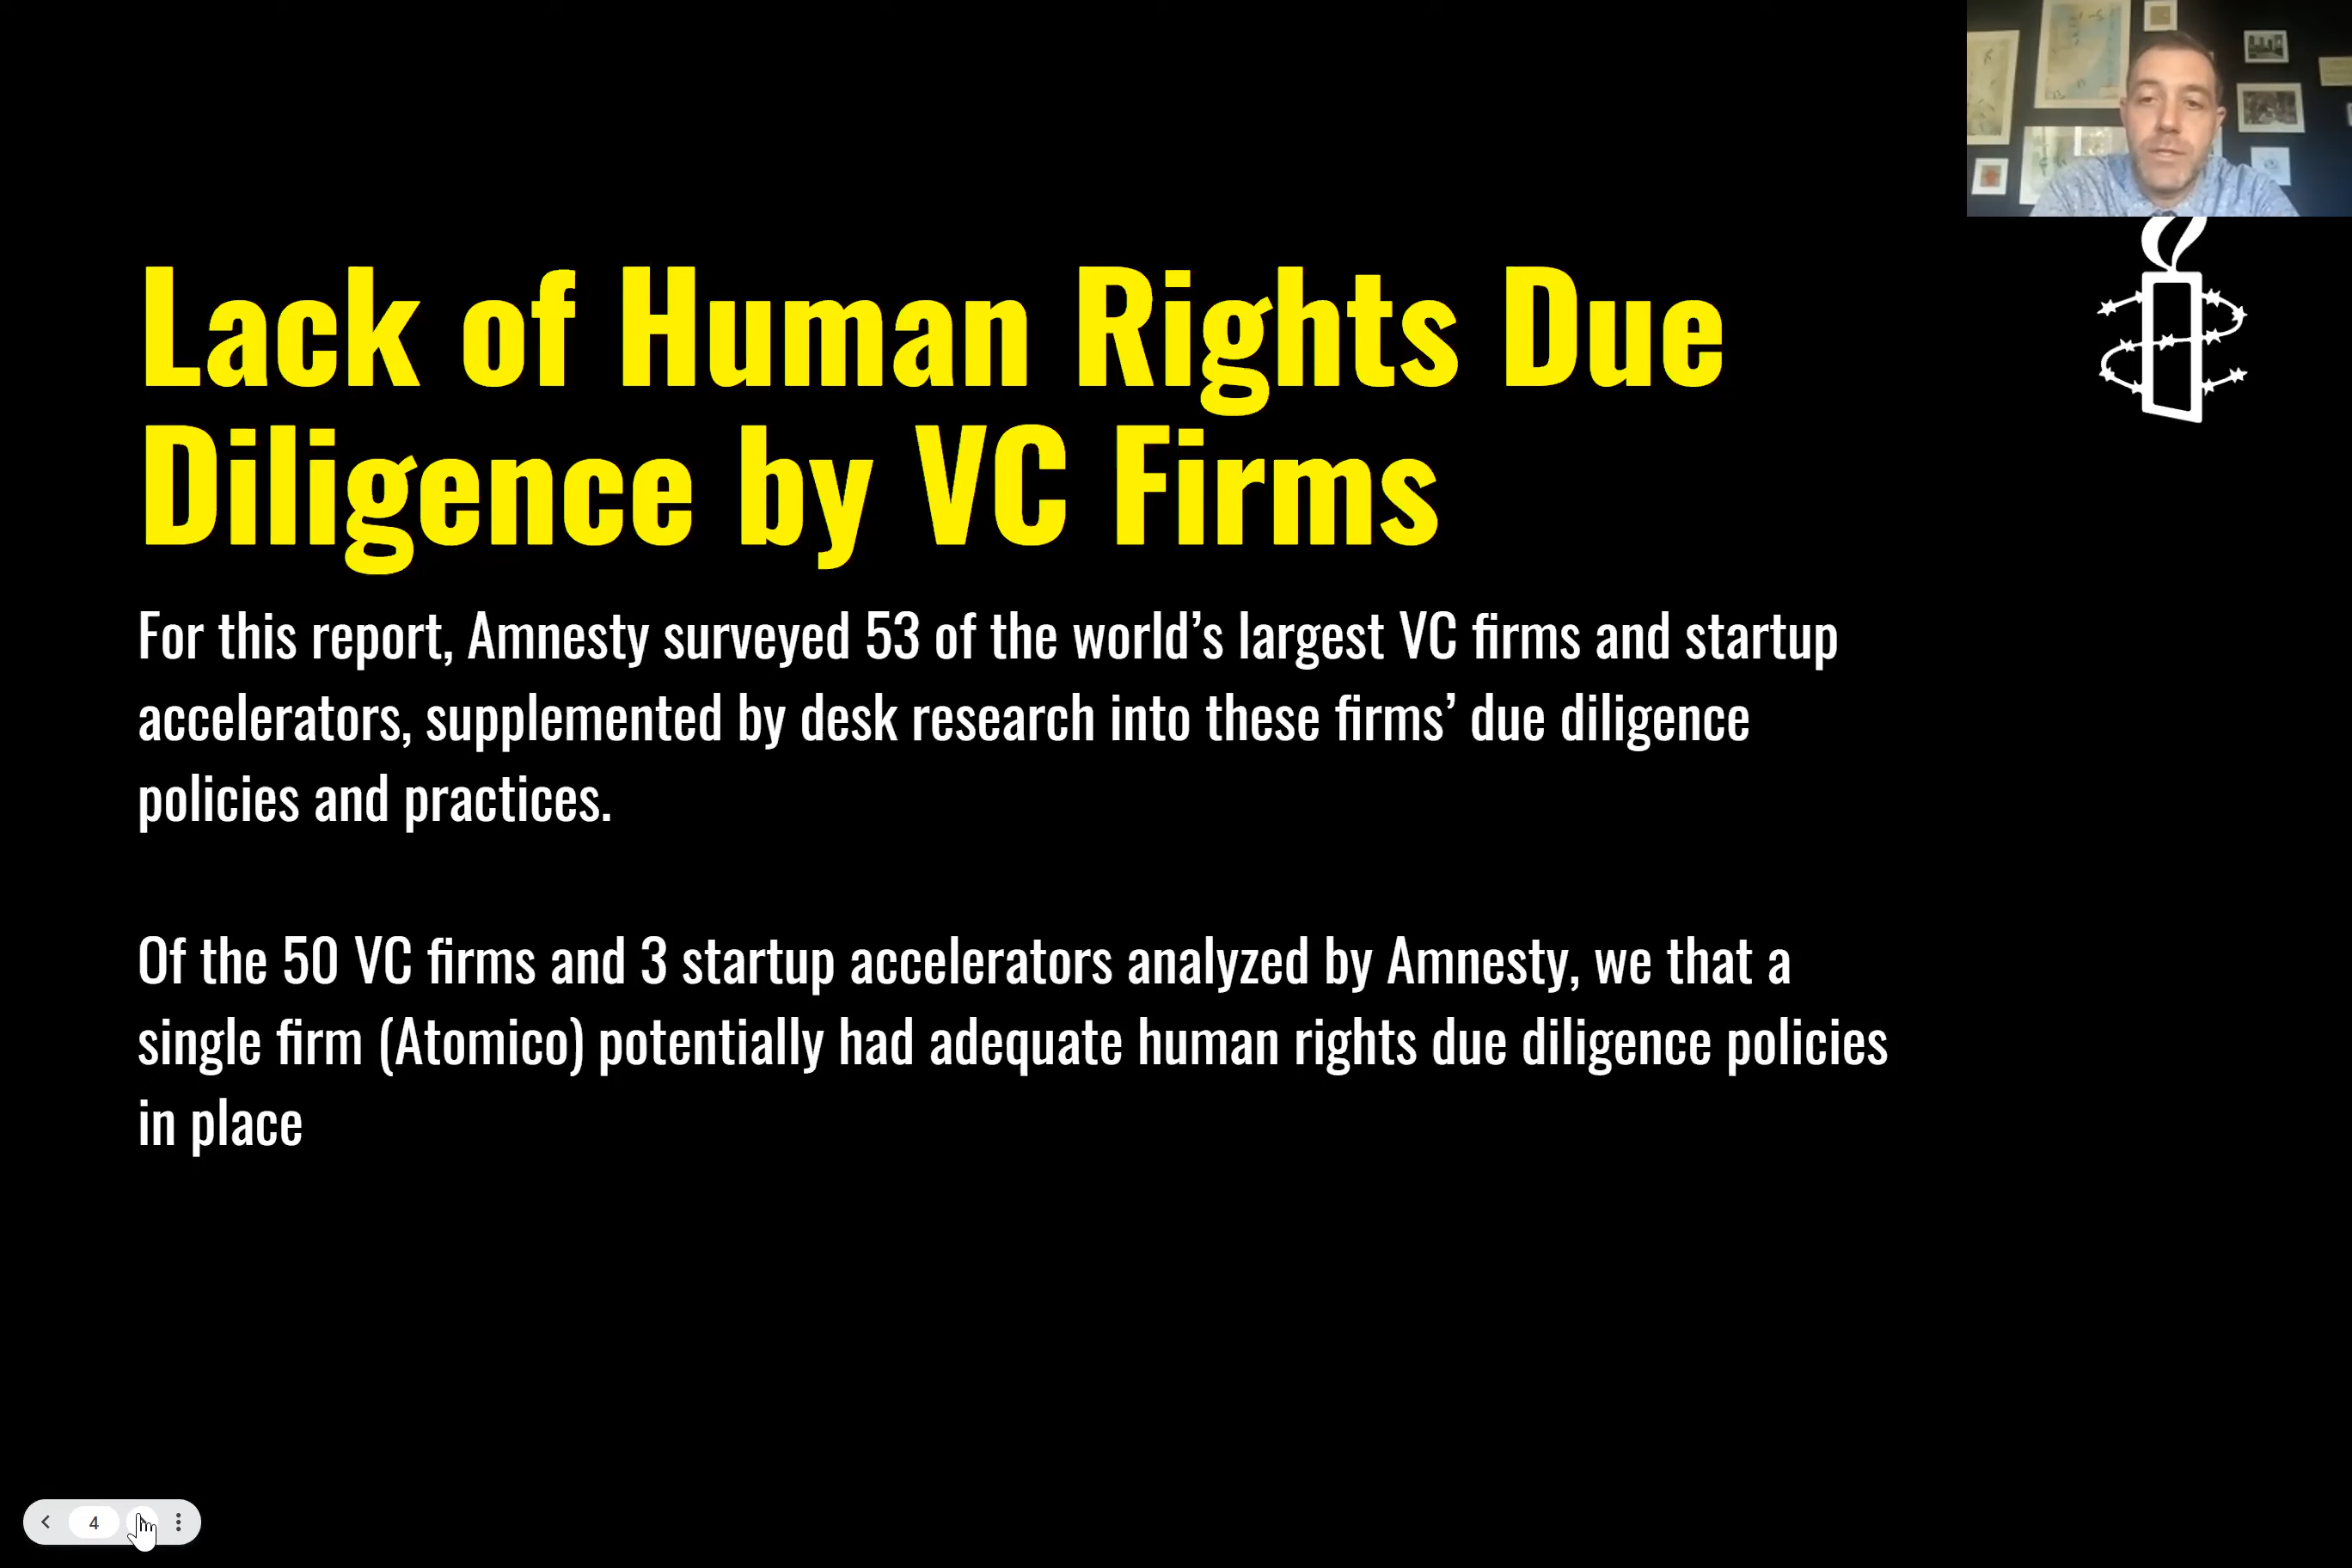 Lack of Human Rights Due
Diligence by VC Firms
For this report, Amnesty surveyed 53 of the world’s largest VC firms and startup
accelerators, supplemented by desk research into these firms’ due diligence
policies and practices.
Of the 50 VC firms and 3 startup accelerators analyzed by Amnesty, we that a
single firm (Atomico) potentially had adequate human rights due diligence policies
in place
4